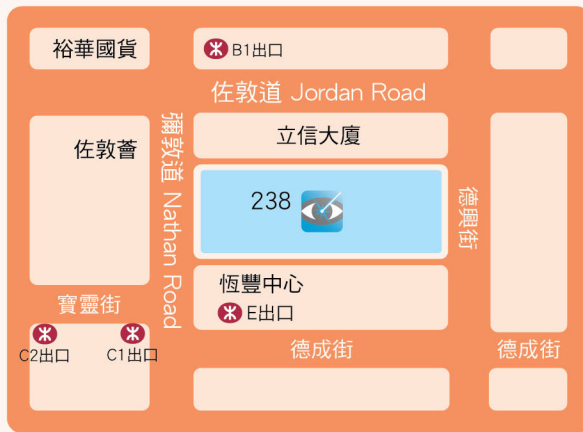 裕華國貨
B1出口
佐敦道 Jordan Road
佐敦薈
彌敦道 Nathan Road
立信大廈
238
德興街
恆豐中心
E出口
寶靈街
C2出口
C1出口
德成街
德成街